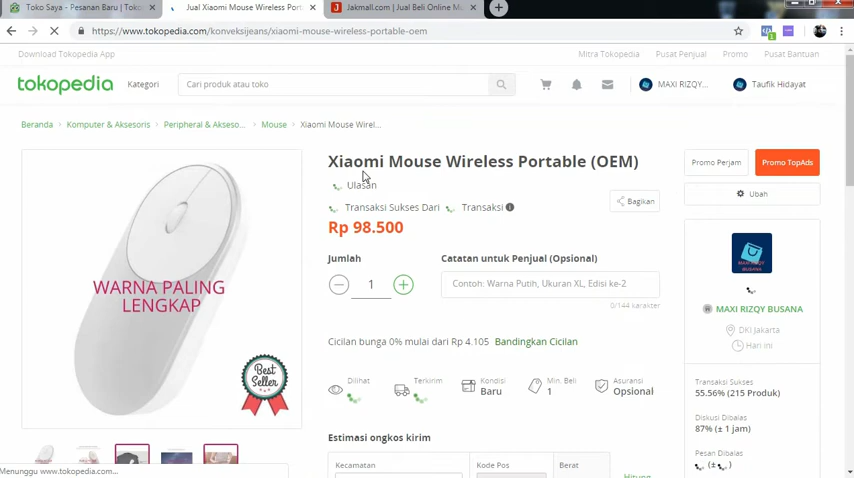 Toko Saya - Pesanan Baru | Tokop
Jual Xiaomi Mouse Wireless Port
Jakmall.com | Jual Beli Online Mu
https://www.tokopedia.com/konveksijeans/xiaomi-mouse-wireless-portable-oem
Download Tokopedia App
Mitra Tokopedia Pusat Penjual Promo Pusat Bantuan
tokopedia Kategori Cari produk atau toko MAXI RIZQY... Taufik Hidayat
Beranda > Komputer & Aksesoris > Peripheral & Akseso... > Mouse > Xiaomi Mouse Wirel...
Xiaomi Mouse Wireless Portable (OEM)
Ulasan
Transaksi Sukses Dari Transaksi
Bagikan
Rp 98.500
Jumlah
1
Catatan untuk Penjual (Opsional)
Contoh: Warna Putih, Ukuran XL, Edisi ke-2
0/144 karakter
Cicilan bunga 0% mulai dari Rp 4.105 Bandingkan Cicilan
Dilihat
Terkirim
Kondisi
Baru
Min. Beli
1
Asuransi
Opsional
Estimasi ongkos kirim
Kecamatan Kode Pos Berat
Hitung
WARNA PALING
LENGKAP
Best
Seller
Promo Perjam Promo TopAds
Ubah
MAXI RIZQY
BUSANA
MAXI RIZQY BUSANA
DKI Jakarta
Hari ini
Transaksi Sukses
55.56% (215 Produk)
Diskusi Dibalas
87% (± 1 jam)
Pesan Dibalas
(± )
Menunggu www.tokopedia.com...